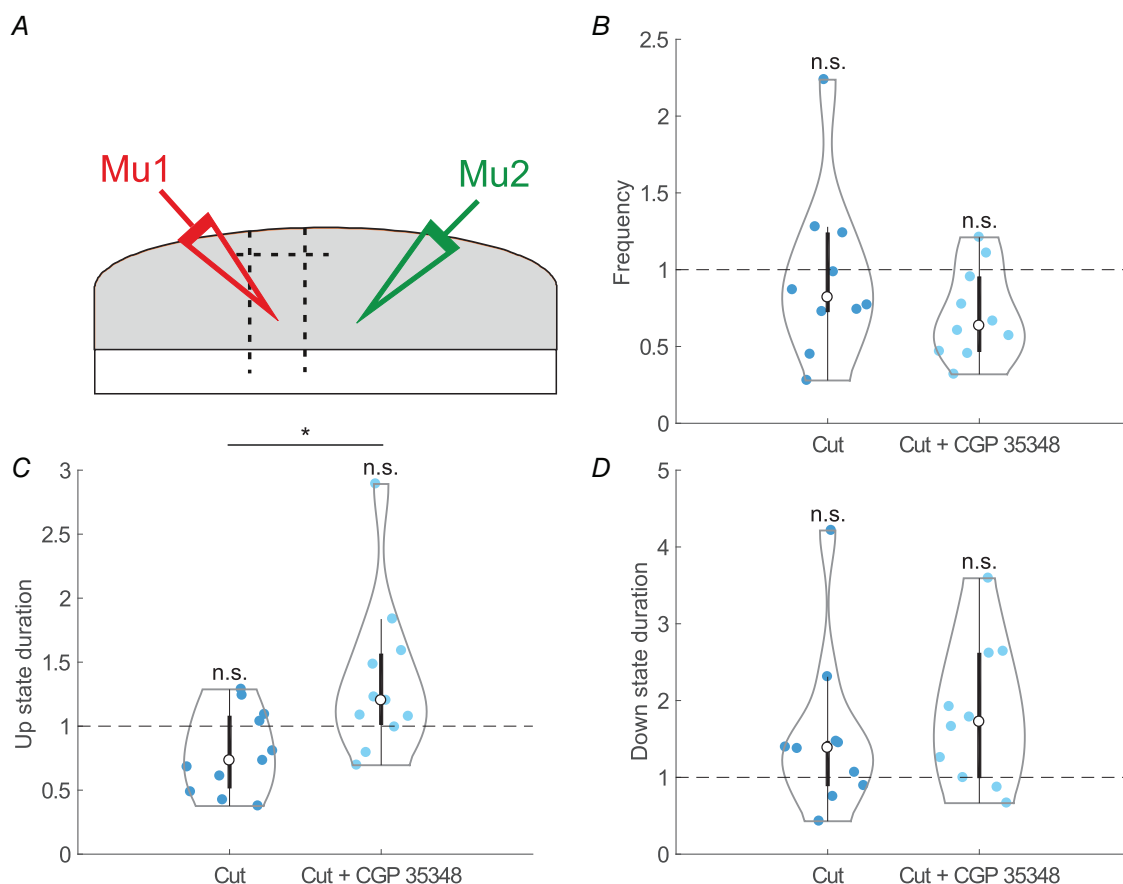 A
Mu1
Mu2
B
2.5
2
1.5
1
0.5
0
Frequency
n.s.
n.s.
Cut
Cut + CGP 35348
C
*
3
2.5
2
1.5
1
0.5
0
Up state duration
n.s.
n.s.
Cut
Cut + CGP 35348
D
5
4
3
2
1
0
Down state duration
n.s.
n.s.
Cut
Cut + CGP 35348